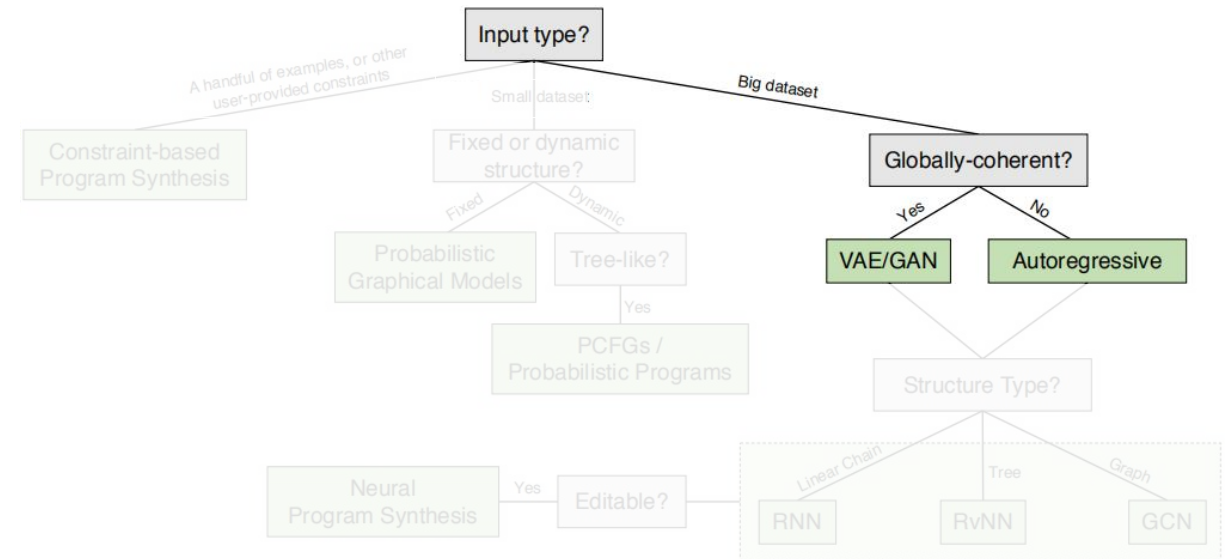 Input type?
A handful of examples, or other
user-provided constraints
Small dataset
Big dataset
Constraint-based
Program Synthesis
Fixed or dynamic
structure?
Globally-coherent?
Fixed
Dynamic
Yes
No
Probabilistic
Graphical Models
Tree-like?
VAE/GAN
Autoregressive
Yes
PCFGs /
Probabilistic Programs
Structure Type?
Linear Chain
Tree
Graph
Neural
Program Synthesis
Yes
Editable?
RNN
RvNN
GCN